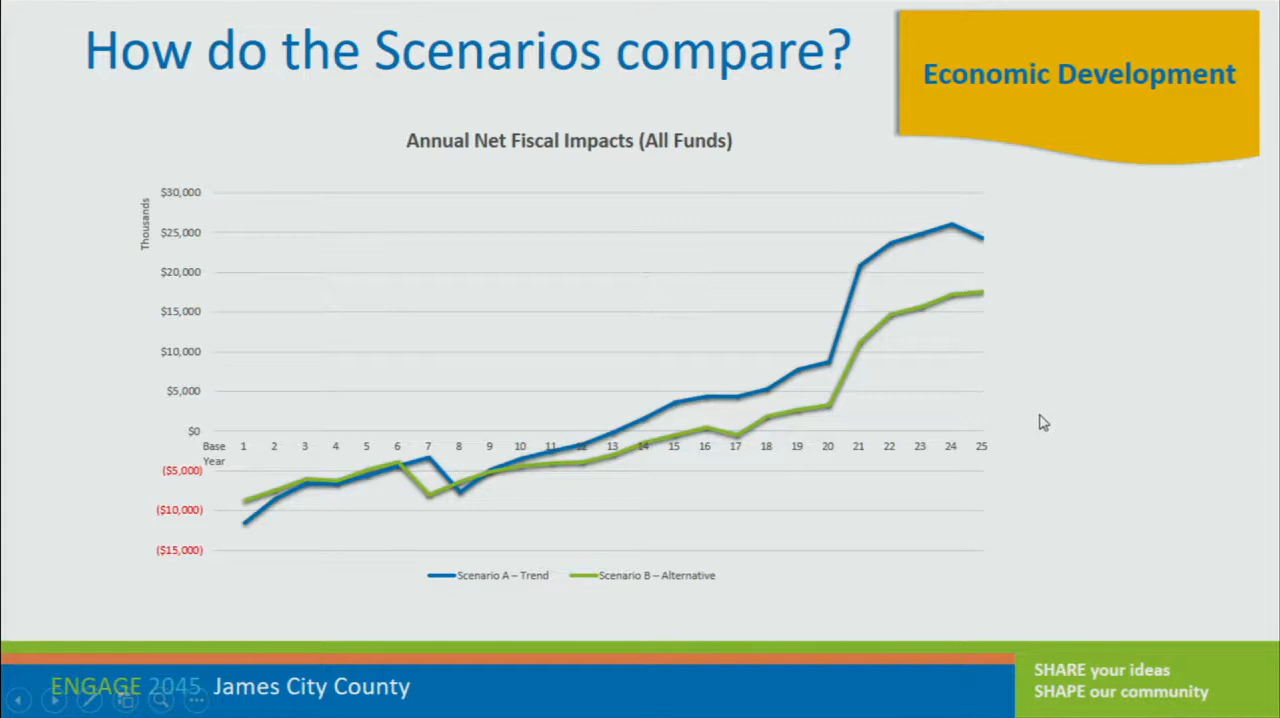 How do the Scenarios compare?
Economic Development
Annual Net Fiscal Impacts (All Funds)
Thousands
$30,000
$25,000
$20,000
$15,000
$10,000
$5,000
$0
($5,000)
($10,000)
($15,000)
Base Year 1 2 3 4 5 6 7 8 9 10 11 12 13 14 15 16 17 18 19 20 21 22 23 24 25
Scenario A – Trend Scenario B – Alternative
ENGAGE 2045 James City County
SHARE your ideas
SHAPE our community